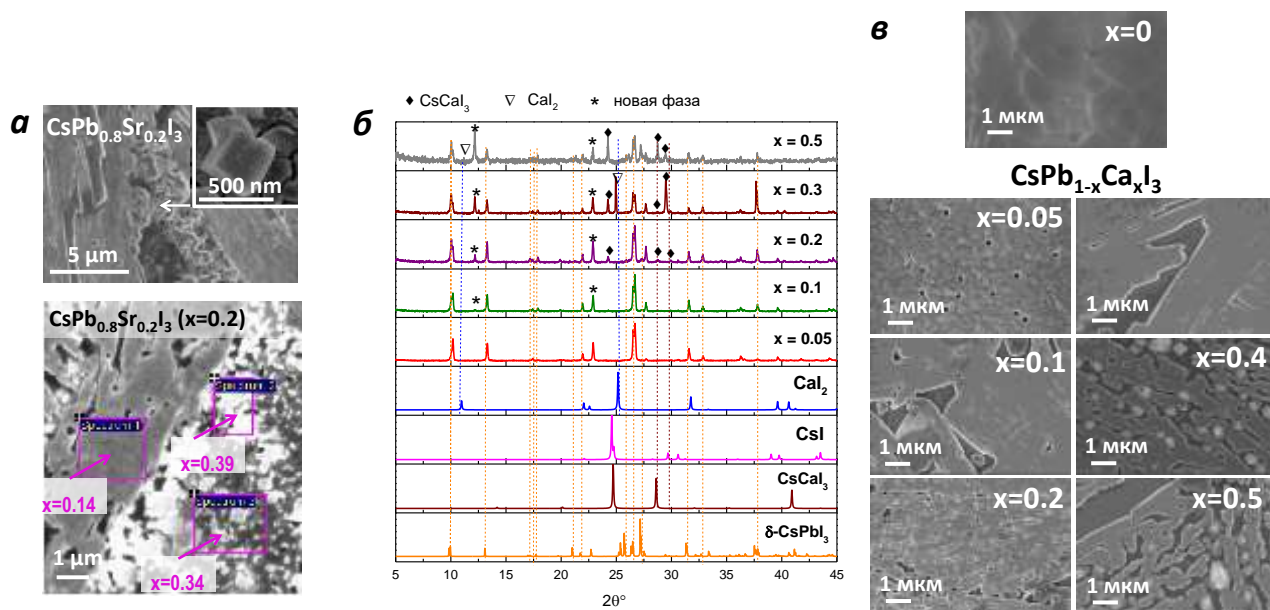 а
CsPb0.8Sr0.2I3
500 nm
5 µm
CsPb0.8Sr0.2I3 (x=0.2)
x=0.39
x=0.14
x=0.34
1 µm
б
♦ CsCaI3 ▽ CaI2 * новая фаза
x = 0.5
x = 0.3
x = 0.2
x = 0.1
x = 0.05
CaI2
CsI
CsCaI3
δ-CsPbI3
5 10 15 20 25 30 35 40 45
2θ°
в
x=0
1 мкм
CsPb1-xCaxI3
x=0.05
1 мкм
1 мкм
x=0.1
x=0.4
1 мкм
1 мкм
x=0.2
x=0.5
1 мкм
1 мкм